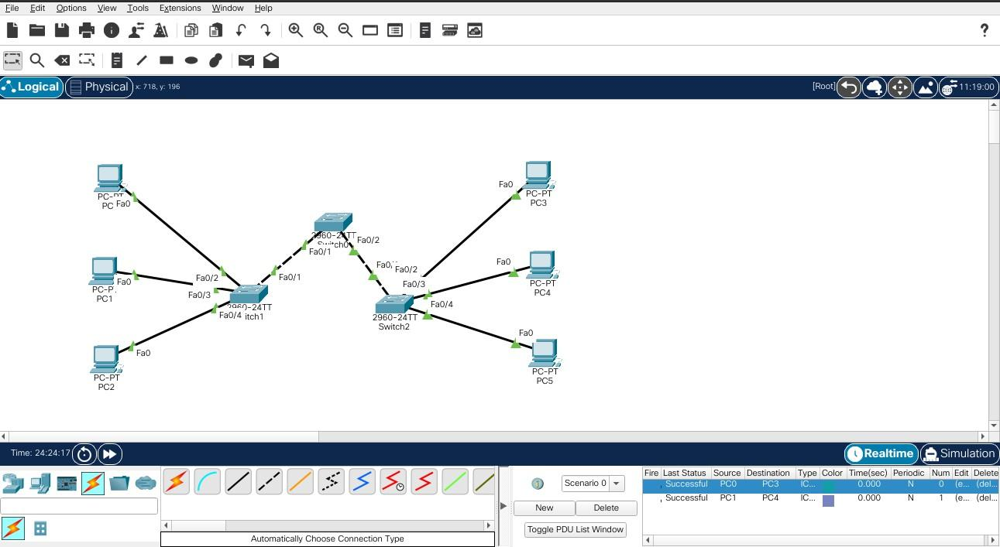 File Edit Options View Tools Extensions Window Help
Logical Physical x: 718, y: 196 [Root] 11:19:00
PC-PT
PC Fa0
Fa0
PC-PT
PC3
2960-24TT
Switch0
Fa0/2
Fa0/1
Fa0/1
Fa0/2
Fa0
PC-P
PC1
Fa0/2
Fa0/3
Fa0/4
2960-24TT
itch1
Fa0/3
Fa0/4
2960-24TT
Switch2
Fa0
PC-PT
PC4
Fa0
PC-PT
PC2
Fa0
PC-PT
PC5
Time: 24:24:17 Realtime Simulation
Automatically Choose Connection Type
Scenario 0
New Delete
Toggle PDU List Window
Fire Last Status Source Destination Type Color Time(sec) Periodic Num Edit Delete
Successful PC0 PC3 IC... 0.000 N 0 (e... (del...
Successful PC1 PC4 IC... 0.000 N 1 (e... (del...